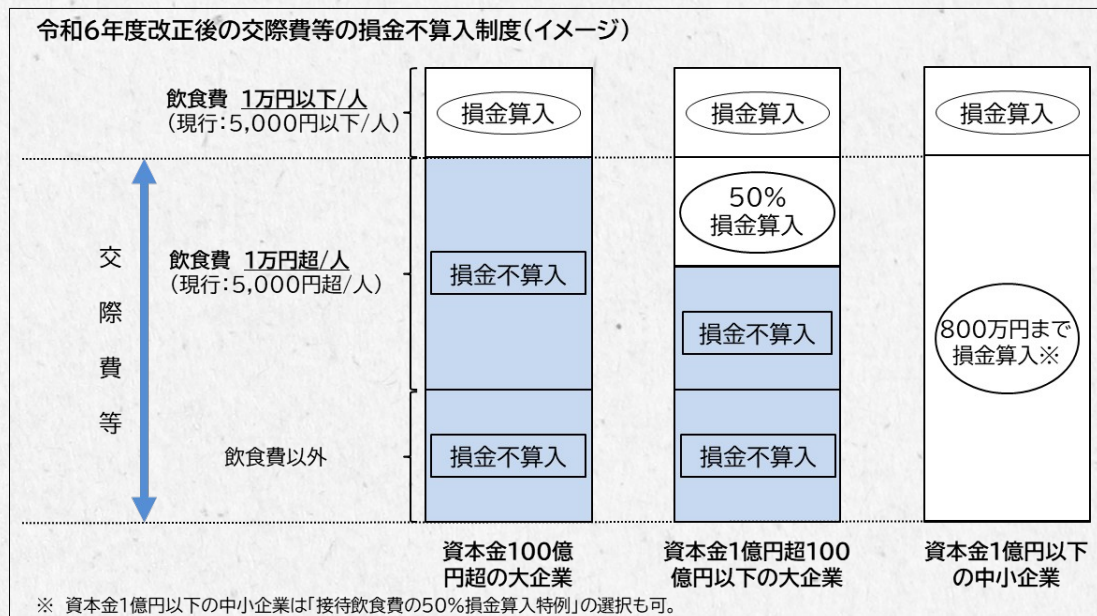 令和6年度改正後の交際費等の損金不算入制度(イメージ)
飲食費 1万円以下/人
(現行:5,000円以下/人)
損金算入
損金算入
損金算入
交際費等
飲食費 1万円超/人
(現行:5,000円超/人)
損金不算入
50%
損金算入
損金不算入
800万円まで
損金算入※
飲食費以外
損金不算入
損金不算入
資本金100億
円超の大企業
資本金1億円超100
億円以下の大企業
資本金1億円以下
の中小企業
※ 資本金1億円以下の中小企業は「接待飲食費の50%損金算入特例」の選択も可。